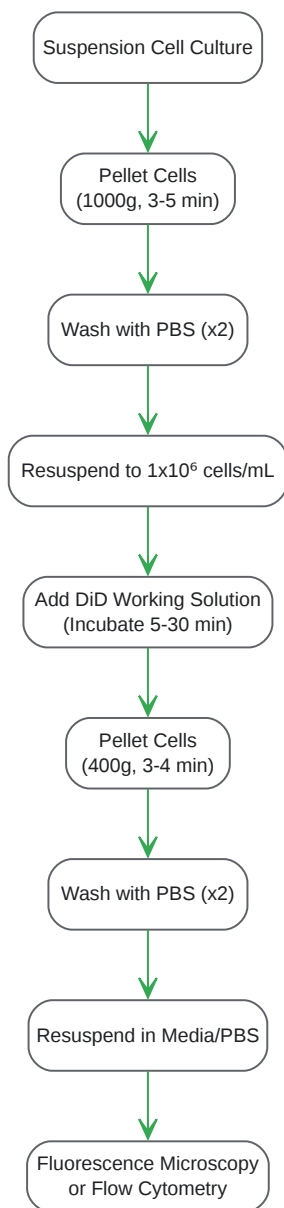 Suspension Cell Culture
Pellet Cells
(1000g, 3-5 min)
Wash with PBS (x2)
Resuspend to 1x10⁶ cells/mL
Add DiD Working Solution
(Incubate 5-30 min)
Pellet Cells
(400g, 3-4 min)
Wash with PBS (x2)
Resuspend in Media/PBS
Fluorescence Microscopy
or Flow Cytometry